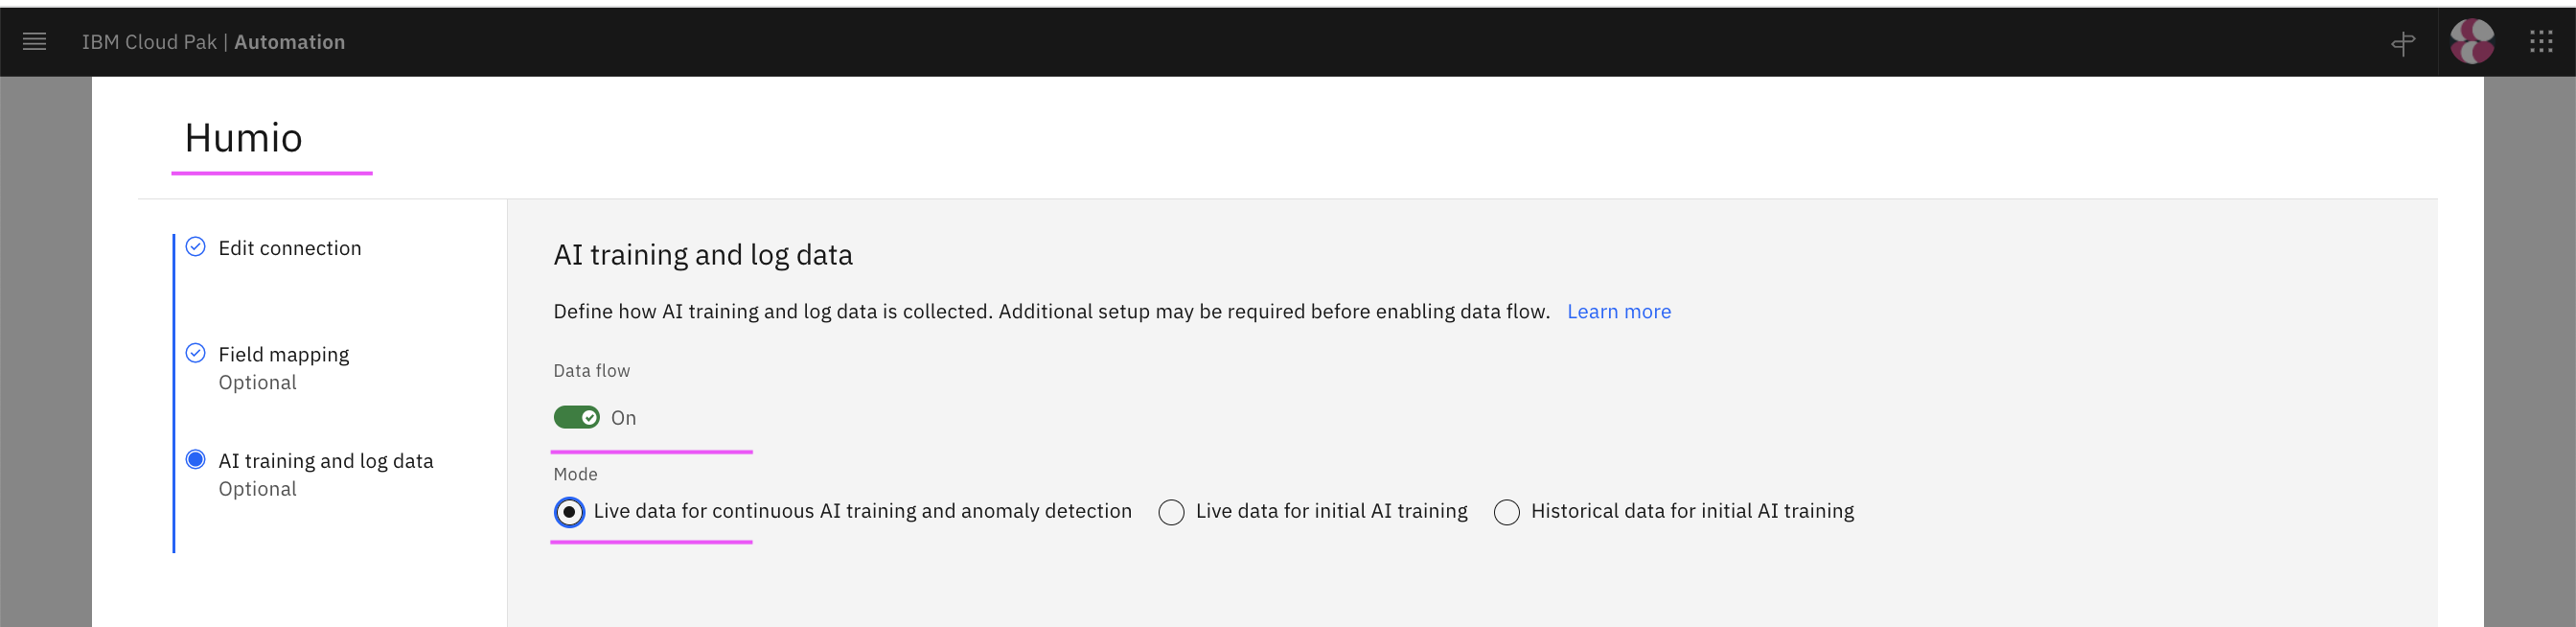 IBM Cloud Pak | Automation
Humio
Edit connection
Field mapping
Optional
AI training and log data
Optional
AI training and log data
Define how AI training and log data is collected. Additional setup may be required before enabling data flow. Learn more
Data flow
On
Mode
Live data for continuous AI training and anomaly detection Live data for initial AI training Historical data for initial AI training